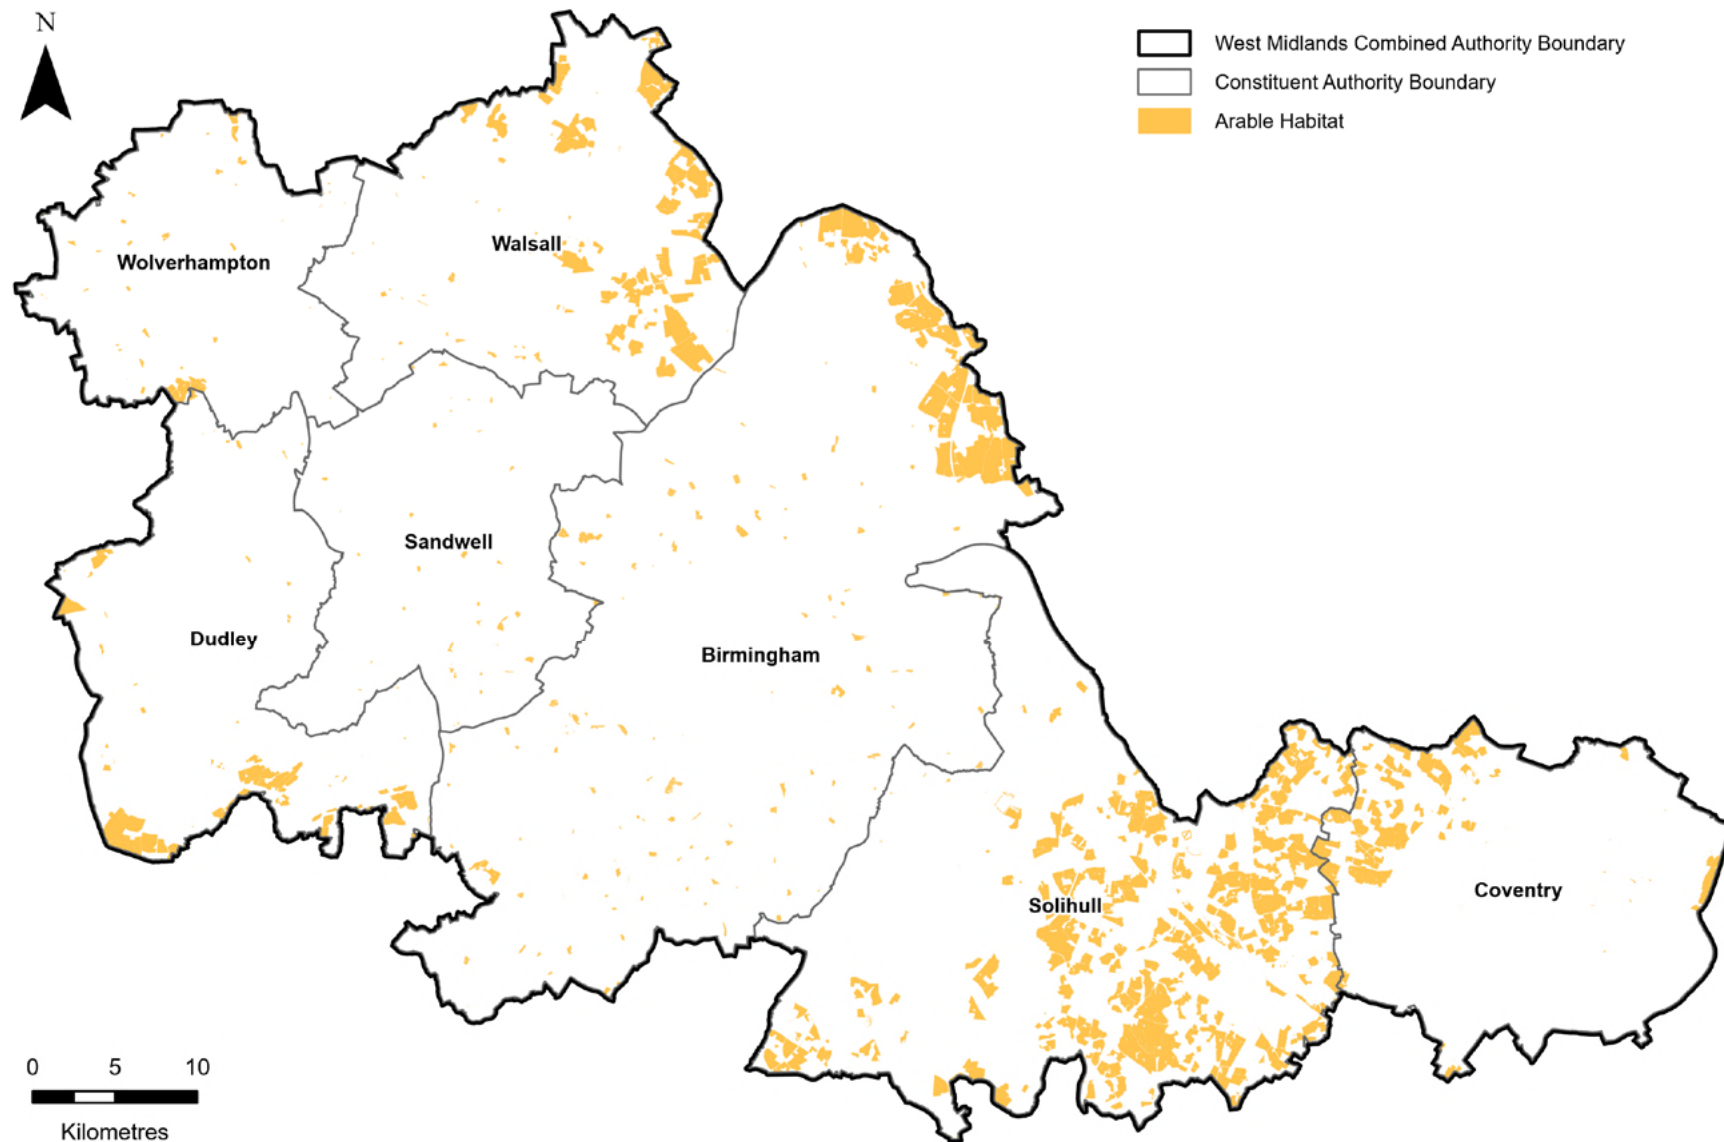 N
West Midlands Combined Authority Boundary
Constituent Authority Boundary
Arable Habitat
Walsall
Wolverhampton
Sandwell
Dudley
Birmingham
Coventry
Solihull
0 5 10
Kilometres